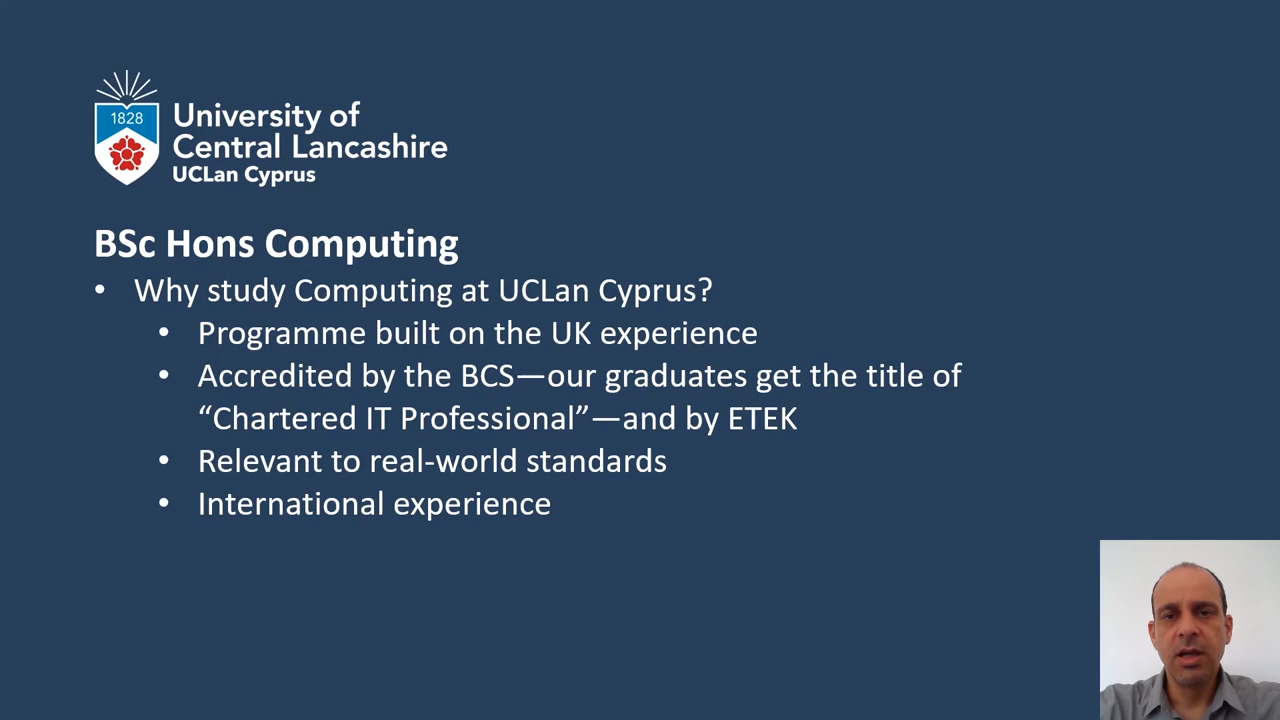 1828
University of
Central Lancashire
UCLan Cyprus
BSc Hons Computing
• Why study Computing at UCLan Cyprus?
• Programme built on the UK experience
• Accredited by the BCS—our graduates get the title of
“Chartered IT Professional”—and by ETEK
• Relevant to real-world standards
• International experience